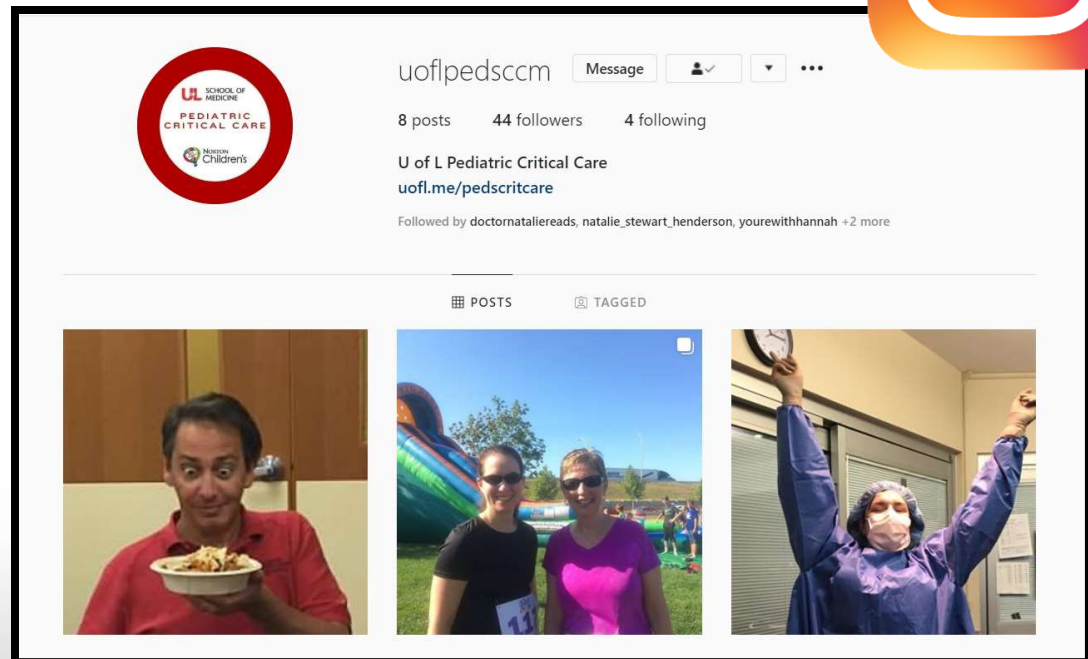 UL SCHOOL OF
MEDICINE
PEDIATRIC
CRITICAL CARE
NORTON
Children's
uoflpedsccm Message
8 posts 44 followers 4 following
U of L Pediatric Critical Care
uofl.me/pedscritcare
Followed by doctornataliereads, natalie_stewart_henderson, yourewithhannah +2 more
POSTS TAGGED